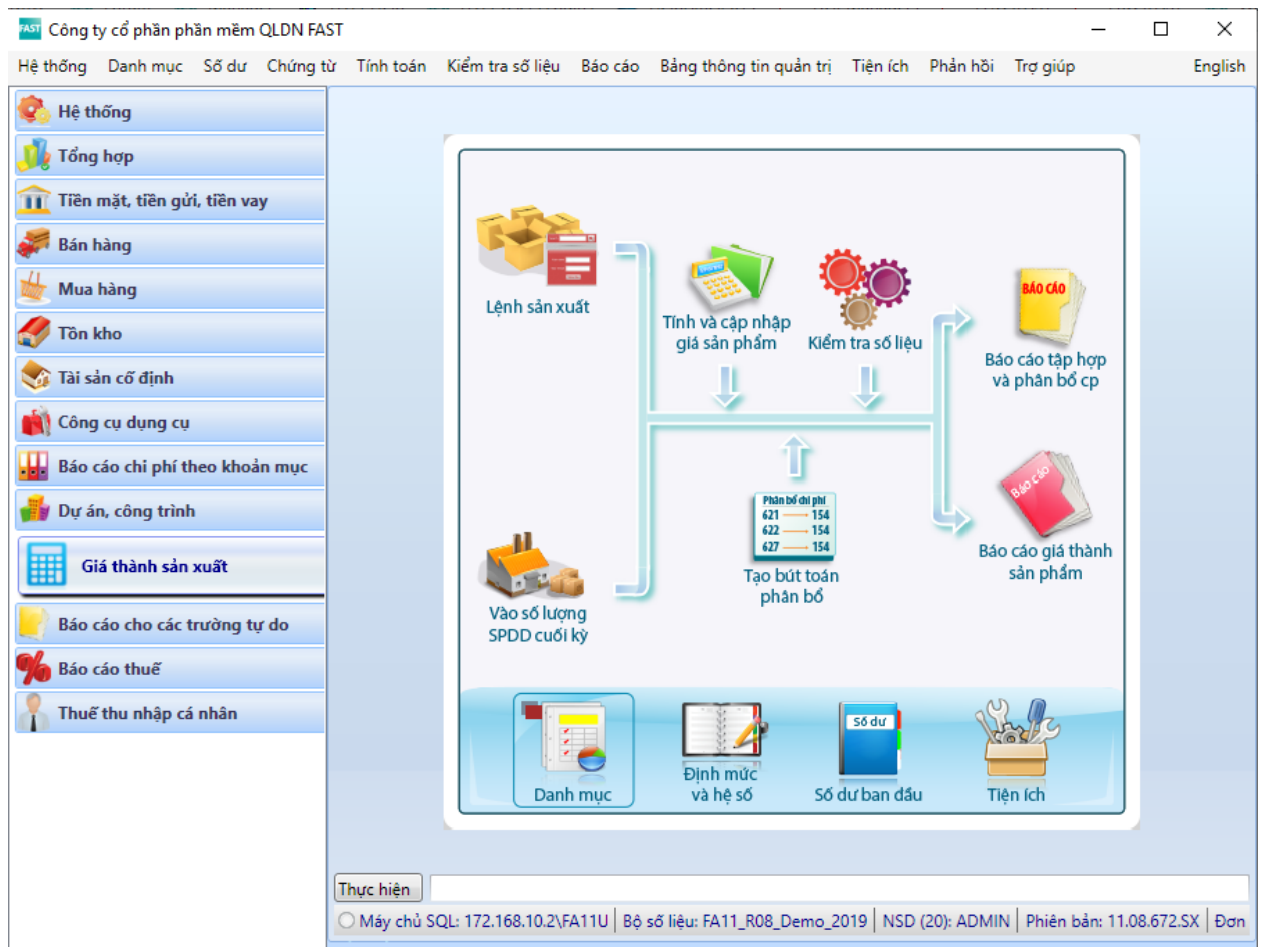 FAST Công ty cổ phần phần mềm QLDN FAST
Hệ thống Danh mục Số dư Chứng từ Tính toán Kiểm tra số liệu Báo cáo Bảng thông tin quản trị Tiện ích Phản hồi Trợ giúp English
Hệ thống
Tổng hợp
Tiền mặt, tiền gửi, tiền vay
Bán hàng
Mua hàng
Tồn kho
Tài sản cố định
Công cụ dụng cụ
Báo cáo chi phí theo khoản mục
Dự án, công trình
Giá thành sản xuất
Báo cáo cho các trường tự do
Báo cáo thuế
Thuế thu nhập cá nhân
Lệnh sản xuất
Tính và cập nhập
giá sản phẩm
Kiểm tra số liệu
BÁO CÁO
Báo cáo tập hợp
và phân bổ cp
Phân bổ chi phí
621 154
622 154
627 154
Tạo bút toán
phân bổ
Báo cáo
Báo cáo giá thành
sản phẩm
Vào số lượng
SPDD cuối kỳ
Danh mục
Định mức
và hệ số
Số dư
Số dư ban đầu
Tiện ích
Thực hiện
Máy chủ SQL: 172.168.10.2\FA11U Bộ số liệu: FA11_R08_Demo_2019 NSD (20): ADMIN Phiên bản: 11.08.672.SX Đơn